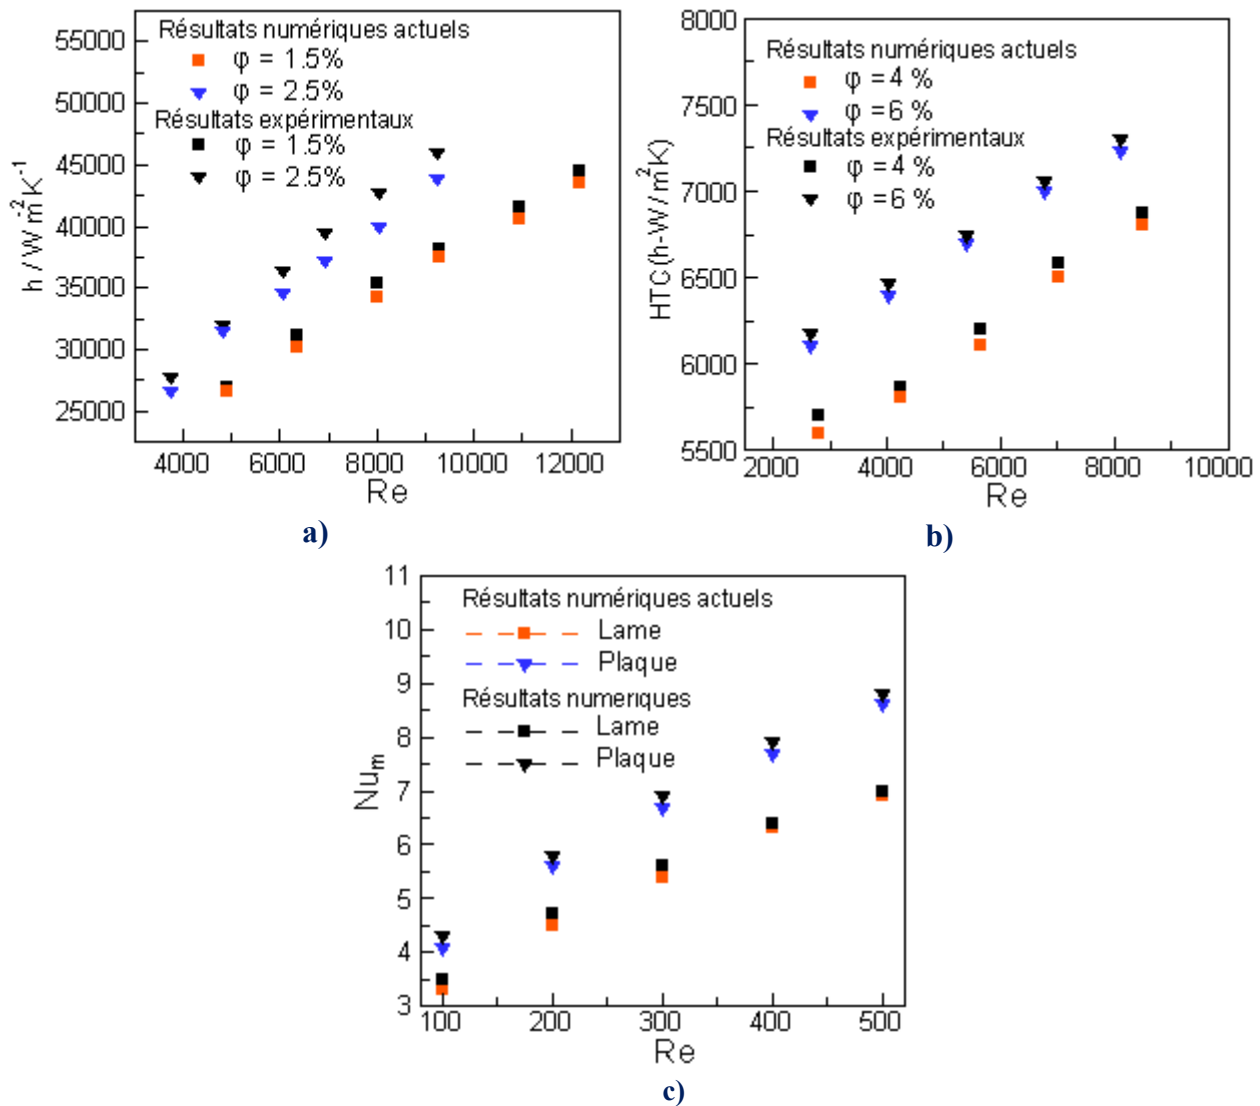 Résultats numériques actuels
φ = 1.5%
φ = 2.5%
Résultats expérimentaux
φ = 1.5%
φ = 2.5%
55000
50000
45000
40000
35000
30000
25000
h / W m⁻² K⁻¹
4000 6000 8000 10000 12000
Re
a)
Résultats numériques actuels
φ = 4 %
φ = 6 %
Résultats expérimentaux
φ = 4 %
φ = 6 %
8000
7500
7000
6500
6000
5500
HTC (h-W/m²K)
2000 4000 6000 8000 10000
Re
b)
Résultats numériques actuels
Lame
Plaque
Résultats numerıques
Lame
Plaque
11
10
9
8
7
6
5
4
3
Nuₘ
100 200 300 400 500
Re
c)